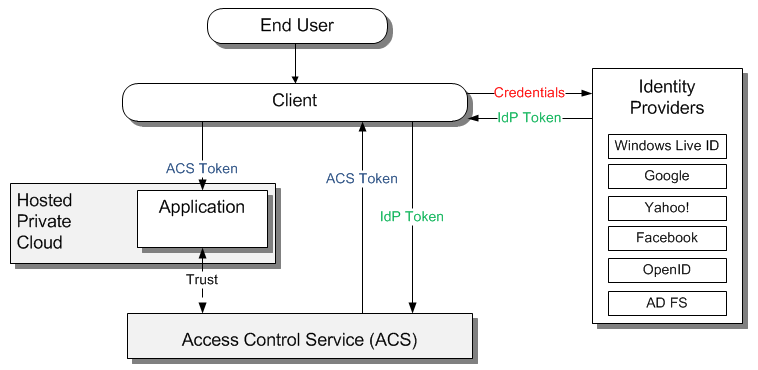 End User
Client
Credentials
IdP Token
Identity
Providers
Windows Live ID
Google
Yahoo!
Facebook
OpenID
AD FS
ACS Token
ACS Token
IdP Token
Hosted
Private
Cloud
Application
Trust
Access Control Service (ACS)